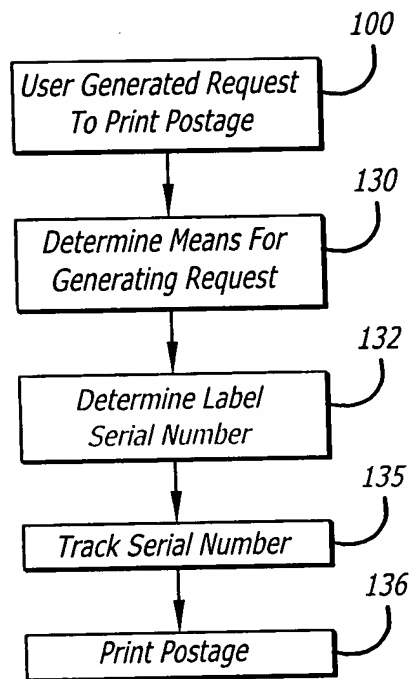 100
User Generated Request
To Print Postage
130
Determine Means For
Generating Request
132
Determine Label
Serial Number
135
Track Serial Number
136
Print Postage